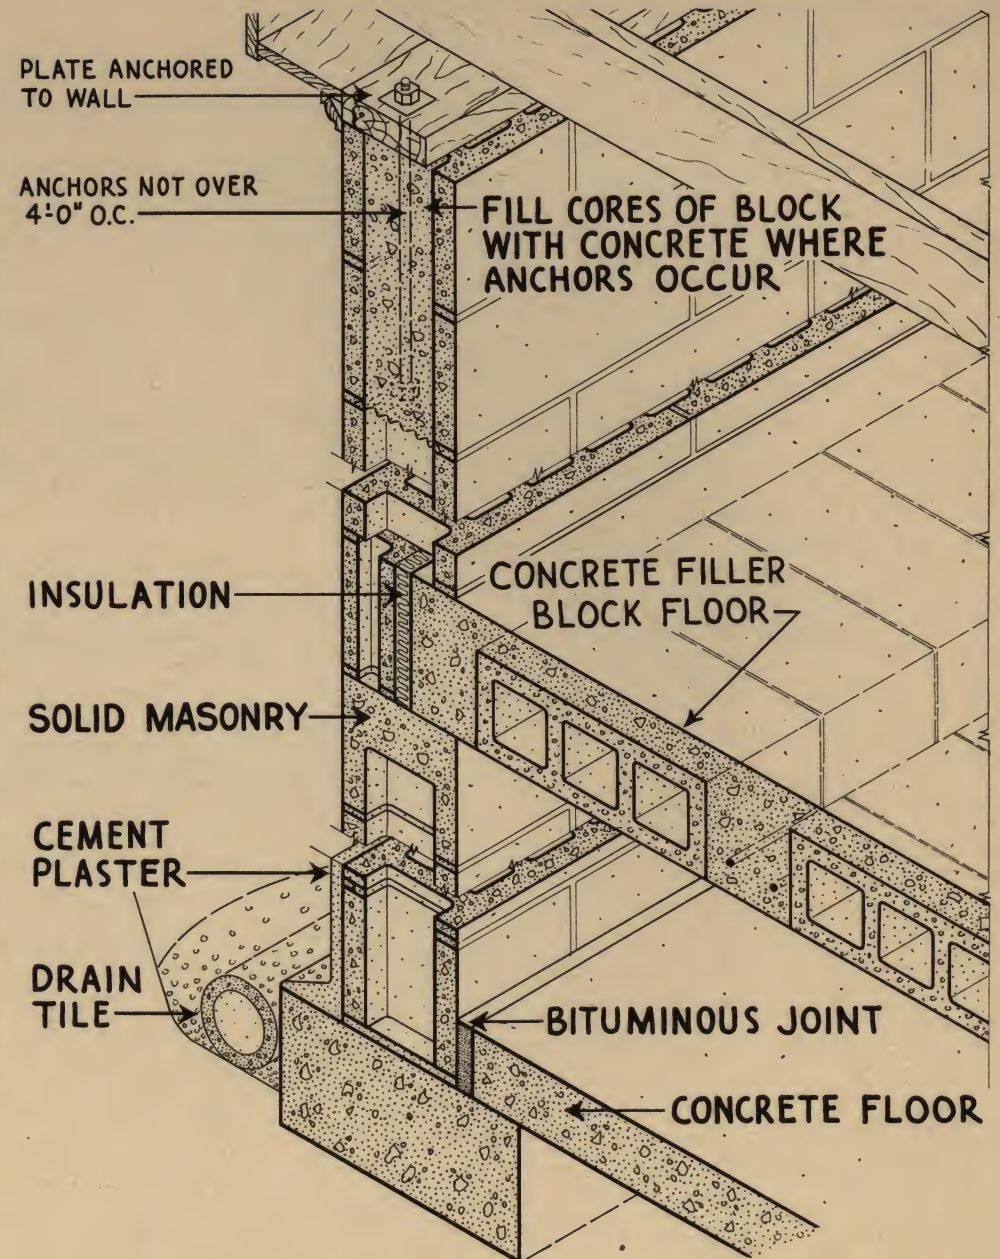 PLATE ANCHORED
TO WALL
ANCHORS NOT OVER
4'-0" O.C.
FILL CORES OF BLOCK
WITH CONCRETE WHERE
ANCHORS OCCUR
INSULATION
CONCRETE FILLER
BLOCK FLOOR
SOLID MASONRY
CEMENT
PLASTER
DRAIN
TILE
BITUMINOUS JOINT
CONCRETE FLOOR